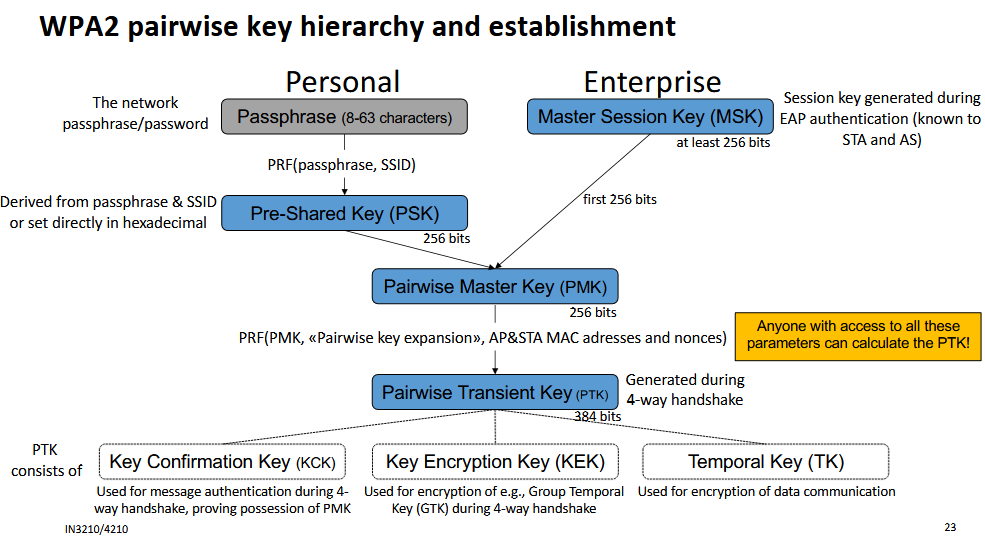 WPA2 pairwise key hierarchy and establishment
Personal
Enterprise
The network
passphrase/password
Passphrase (8-63 characters)
Master Session Key (MSK)
at least 256 bits
Session key generated during
EAP authentication (known to
STA and AS)
PRF(passphrase, SSID)
Derived from passphrase & SSID
or set directly in hexadecimal
Pre-Shared Key (PSK)
256 bits
first 256 bits
Pairwise Master Key (PMK)
256 bits
PRF(PMK, «Pairwise key expansion», AP&STA MAC adresses and nonces)
Anyone with access to all these
parameters can calculate the PTK!
Pairwise Transient Key (PTK)
384 bits
Generated during
4-way handshake
PTK
consists of
Key Confirmation Key (KCK)
Key Encryption Key (KEK)
Temporal Key (TK)
Used for message authentication during 4-
way handshake, proving possession of PMK
Used for encryption of e.g., Group Temporal
Key (GTK) during 4-way handshake
Used for encryption of data communication
IN3210/4210
23